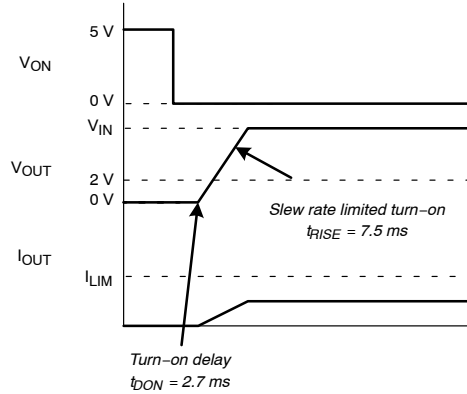 5 V
VON
0 V
VIN
VOUT
2 V
0 V
Slew rate limited turn−on
tRISE = 7.5 ms
IOUT
ILIM
Turn−on delay
tDON = 2.7 ms